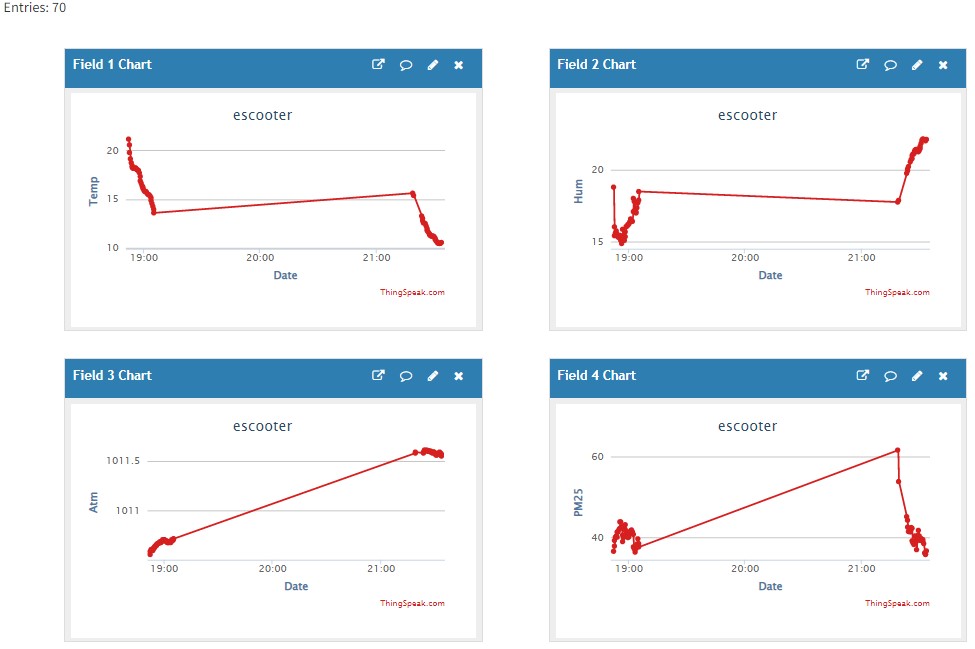 Entries: 70
Field 1 Chart
escooter
Temp
20
15
10
19:00 20:00 21:00
Date
ThingSpeak.com
Field 2 Chart
escooter
Hum
20
15
19:00 20:00 21:00
Date
ThingSpeak.com
Field 3 Chart
escooter
Atm
1011.5
1011
19:00 20:00 21:00
Date
ThingSpeak.com
Field 4 Chart
escooter
PM25
60
40
19:00 20:00 21:00
Date
ThingSpeak.com